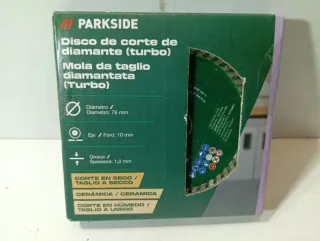 PARKSIDE
Disco de corte de
diamante (turbo)
Mola da taglio
diamantata
(Turbo)
Diámetro /
Diametro: 76 mm
Eje / Foro: 10 mm
Grosor /
Spessore: 1,2 mm
CORTE EN SECO /
TAGLIO A SECCO
CERÁMICA / CERAMICA
CORTE EN HÚMEDO /
TAGLIO A UMIDO